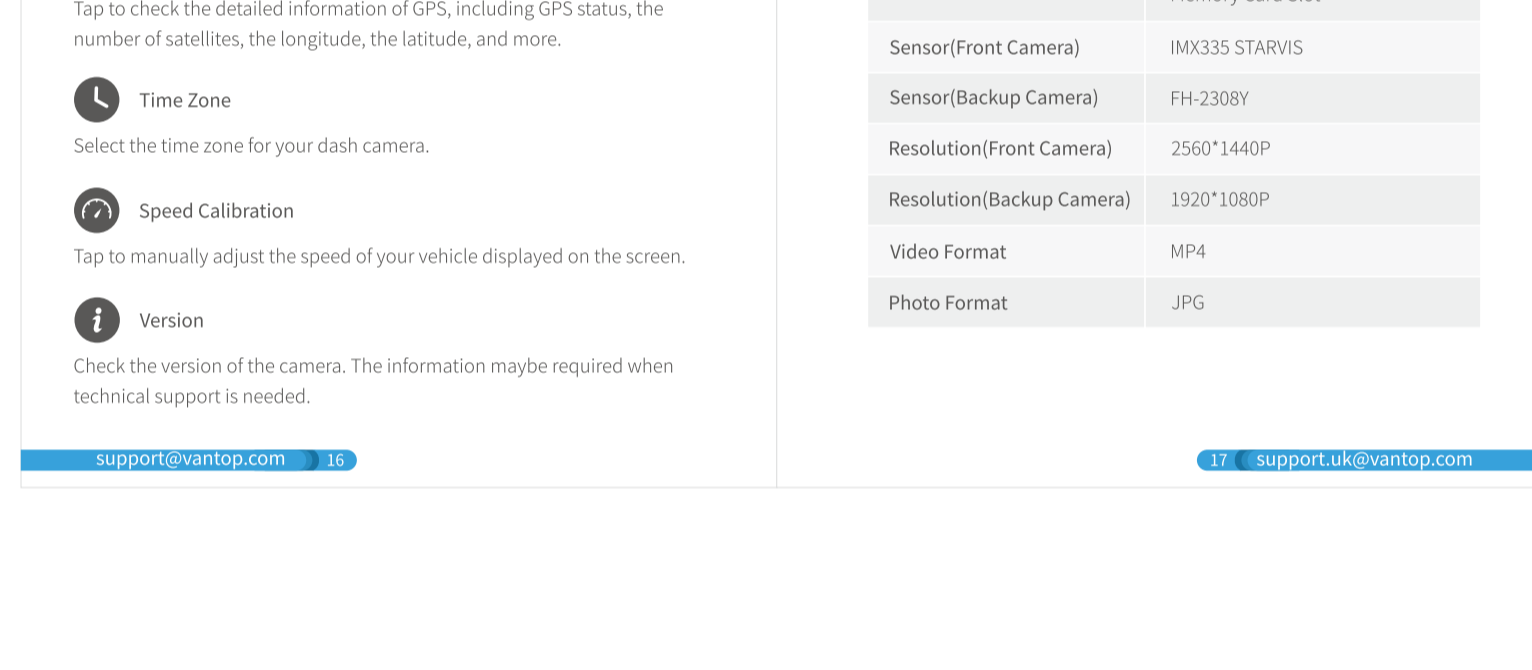 Tap to check the detailed information of GPS, including GPS status, the
number of satellites, the longitude, the latitude, and more.
Time Zone
Select the time zone for your dash camera.
Speed Calibration
Tap to manually adjust the speed of your vehicle displayed on the screen.
Version
Check the version of the camera. The information maybe required when
technical support is needed.
support@vantop.com 16
Memory Card Slot
Sensor(Front Camera) IMX335 STARVIS
Sensor(Backup Camera) FH-2308Y
Resolution(Front Camera) 2560*1440P
Resolution(Backup Camera) 1920*1080P
Video Format MP4
Photo Format JPG
17 support.uk@vantop.com